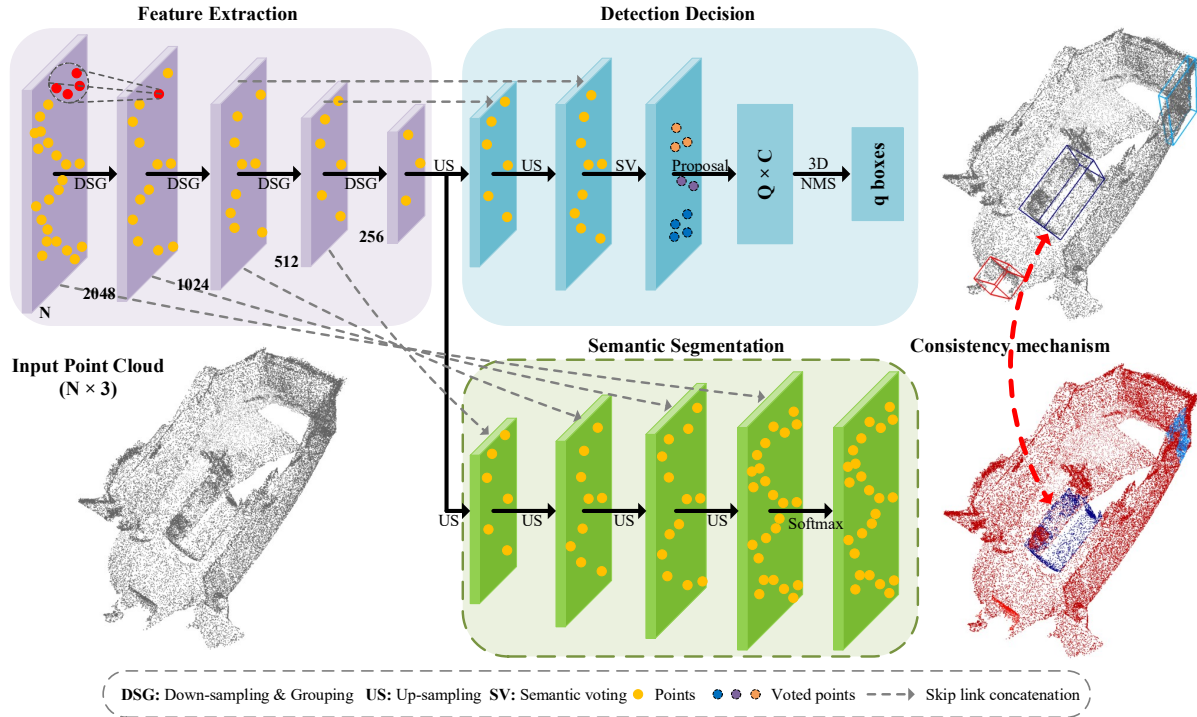 Feature Extraction
Detection Decision
DSG
DSG
DSG
DSG
US
US
SV
Proposal
3D
NMS
Q × C
q boxes
N
2048
1024
512
256
Input Point Cloud
(N × 3)
Semantic Segmentation
Consistency mechanism
US
US
US
US
Softmax
DSG: Down-sampling & Grouping US: Up-sampling SV: Semantic voting Points Voted points Skip link concatenation